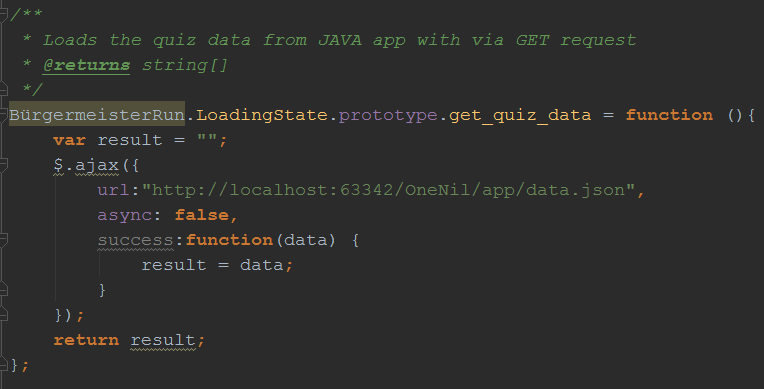 /**
 * Loads the quiz data from JAVA app with via GET request
 * @returns string[]
 */
BürgermeisterRun.LoadingState.prototype.get_quiz_data = function (){
    var result = "";
    $.ajax({
        url:"http://localhost:63342/OneNil/app/data.json",
        async: false,
        success:function(data) {
            result = data;
        }
    });
    return result;
};